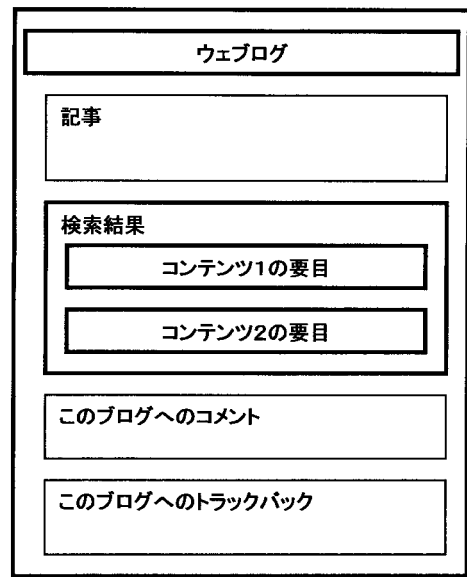 ウェブログ
記事
検索結果
コンテンツ1の要目
コンテンツ2の要目
このブログへのコメント
このブログへのトラックバック